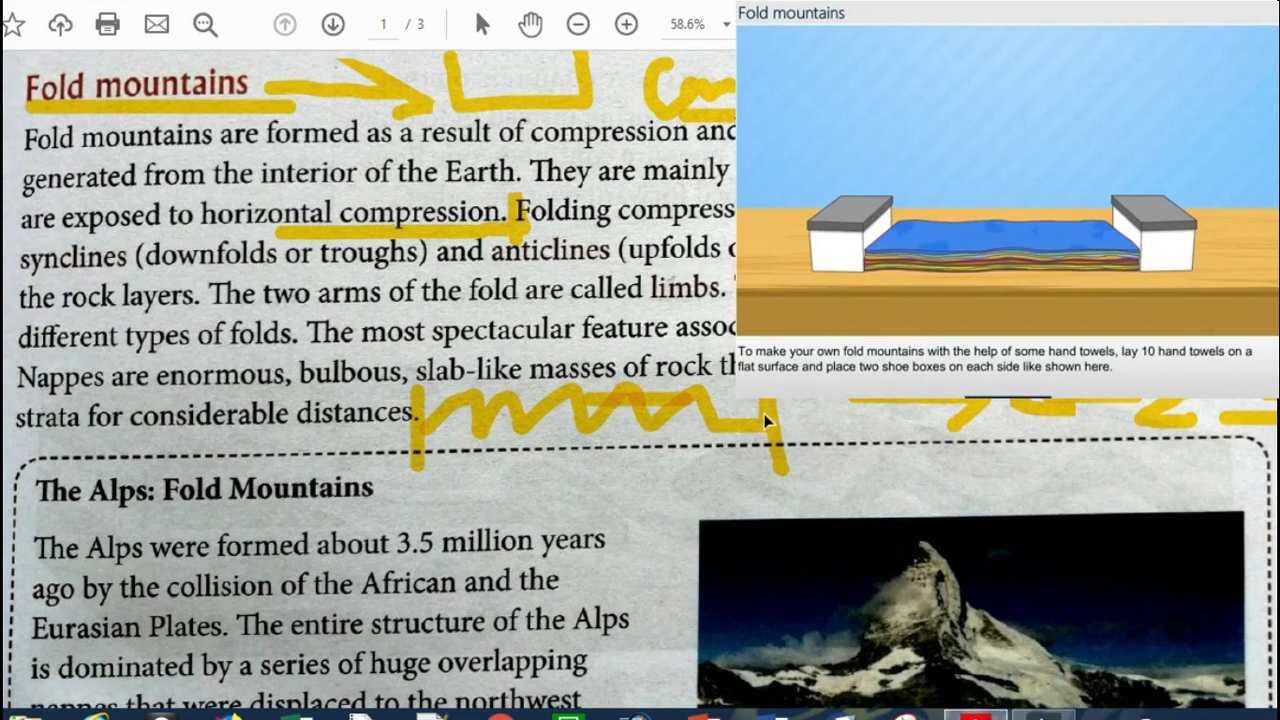 1 / 3
58.6%
Fold mountains
Fold mountains
Fold mountains are formed as a result of compression and
generated from the interior of the Earth. They are mainly
are exposed to horizontal compression. Folding compress
synclines (downfolds or troughs) and anticlines (upfolds
the rock layers. The two arms of the fold are called limbs.
different types of folds. The most spectacular feature assoc
Nappes are enormous, bulbous, slab-like masses of rock th
strata for considerable distances.
To make your own fold mountains with the help of some hand towels, lay 10 hand towels on a
flat surface and place two shoe boxes on each side like shown here.
The Alps: Fold Mountains
The Alps were formed about 3.5 million years
ago by the collision of the African and the
Eurasian Plates. The entire structure of the Alps
is dominated by a series of huge overlapping
nappes that were displaced to the northwest